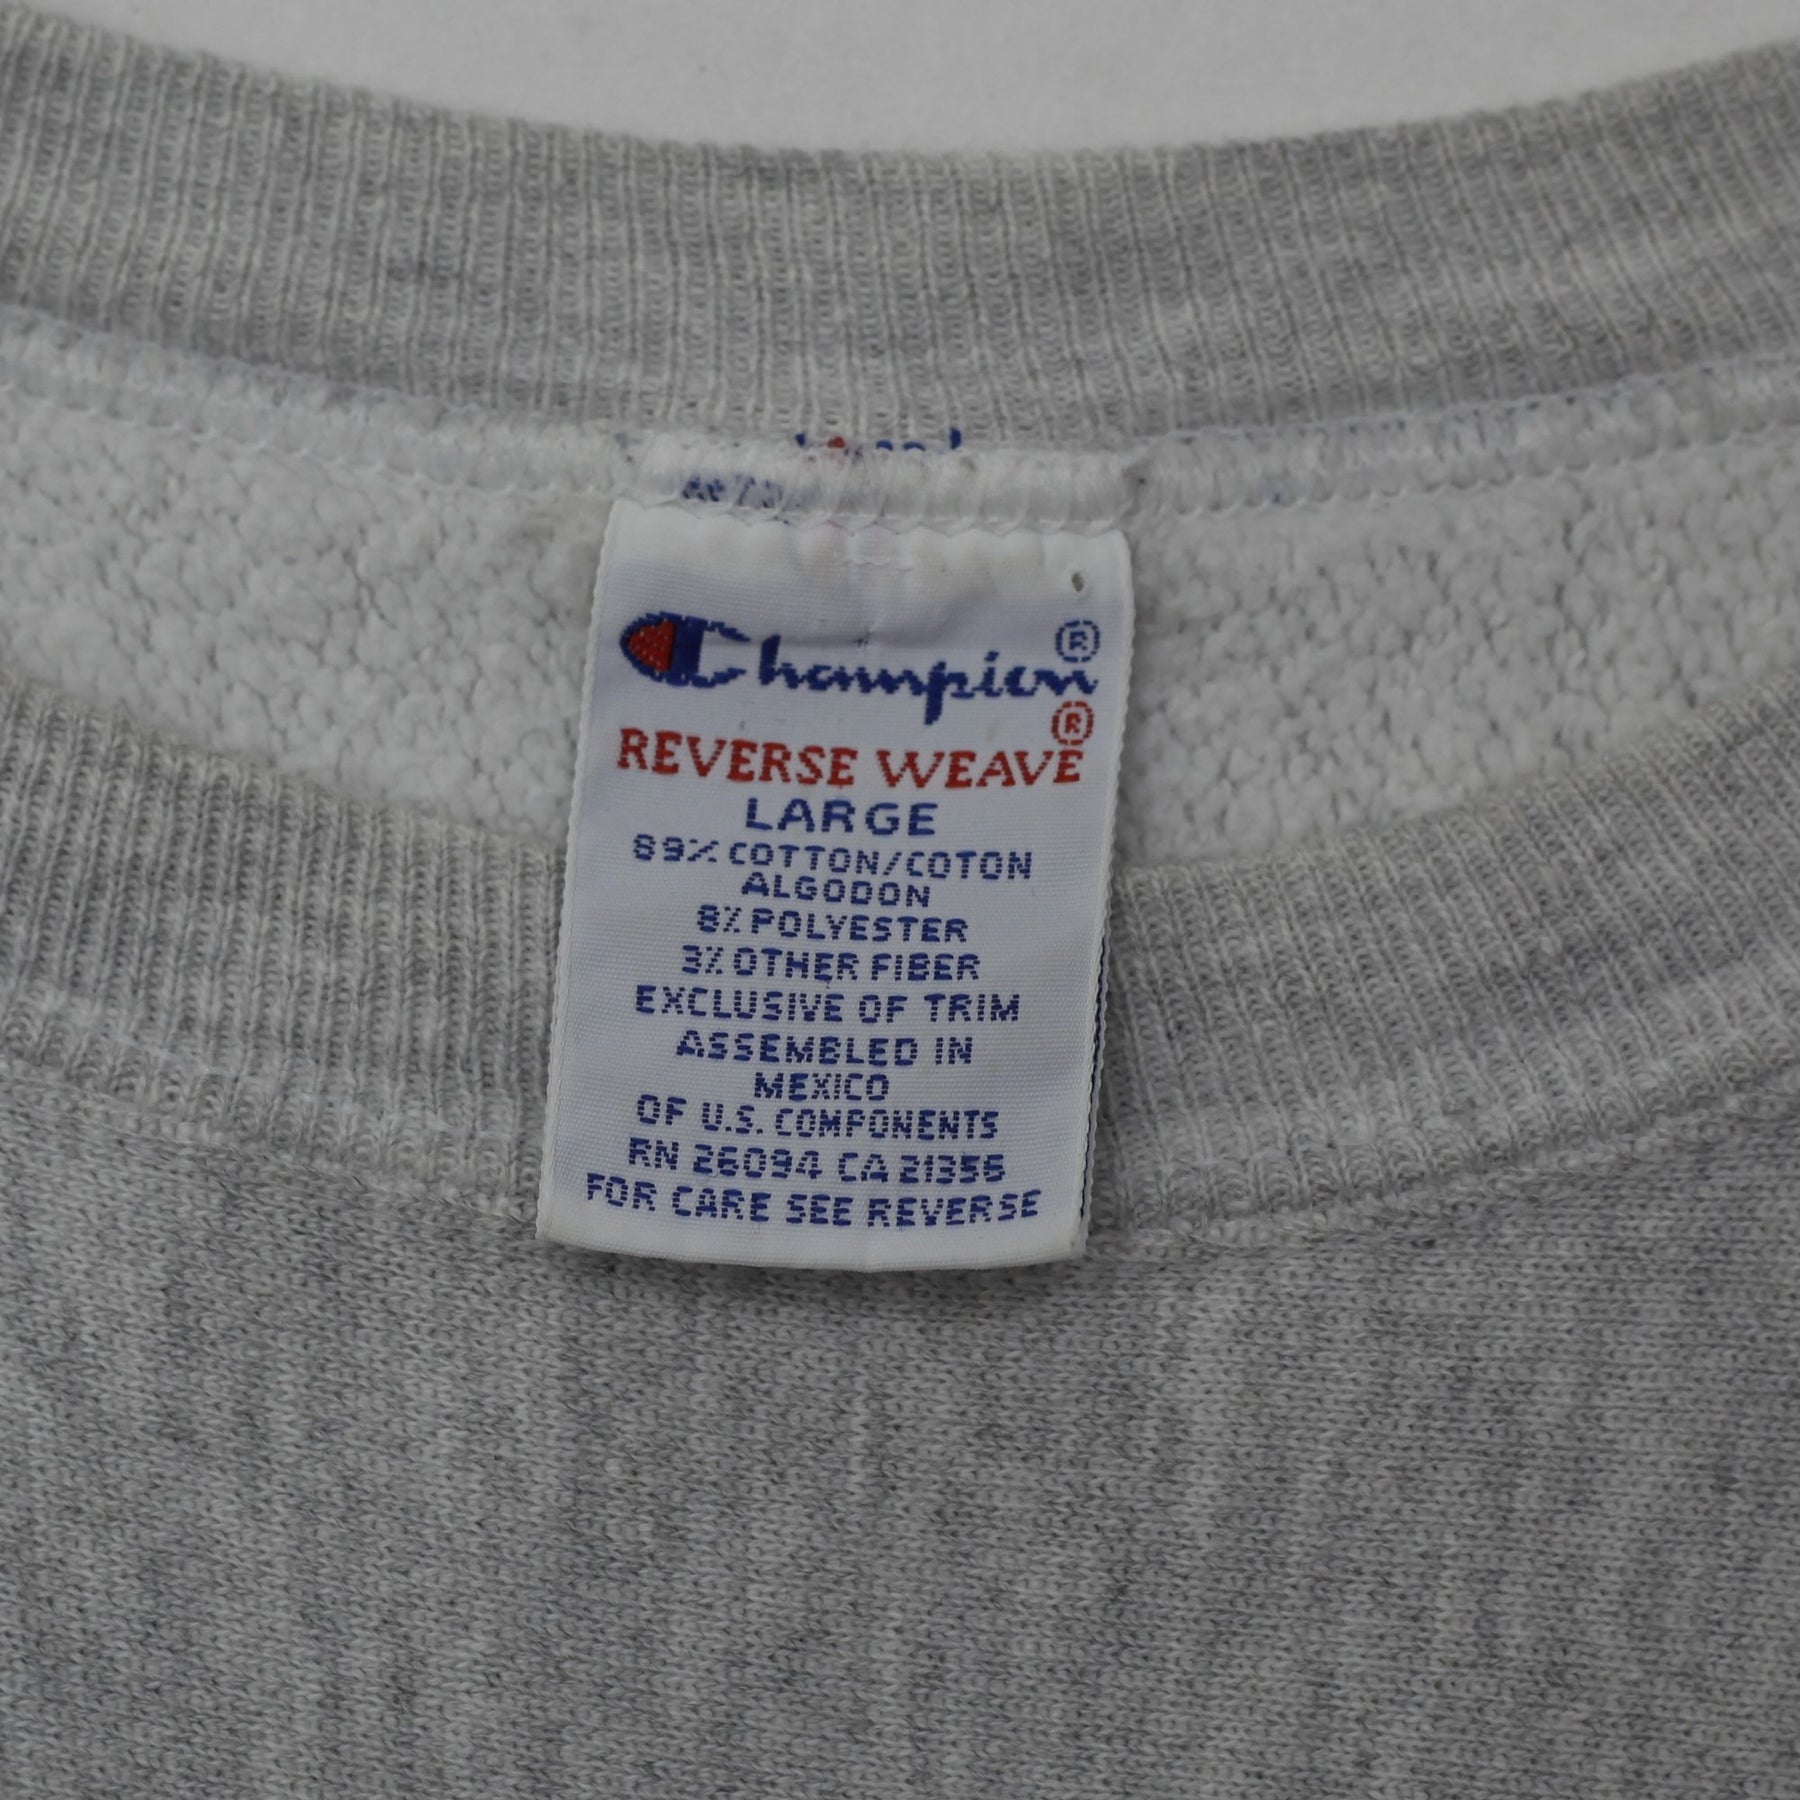 Champion®
REVERSE WEAVE®
LARGE
89% COTTON/COTON
ALGODON
8% POLYESTER
3% OTHER FIBER
EXCLUSIVE OF TRIM
ASSEMBLED IN
MEXICO
OF U.S. COMPONENTS
RN 26094 CA 21356
FOR CARE SEE REVERSE